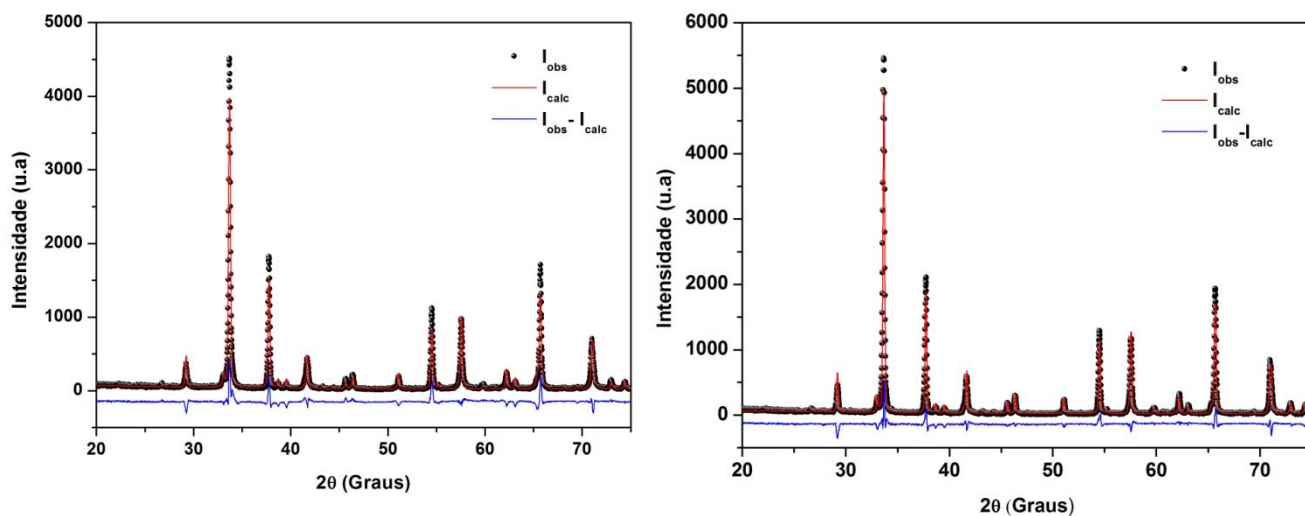 5000
4000
3000
2000
1000
0
Intensidade (u.a)
I_obs
I_calc
I_obs- I_calc
20 30 40 50 60 70
2θ (Graus)
6000
5000
4000
3000
2000
1000
0
Intensidade (u.a)
I_obs
I_calc
I_obs-I_calc
20 30 40 50 60 70
2θ (Graus)